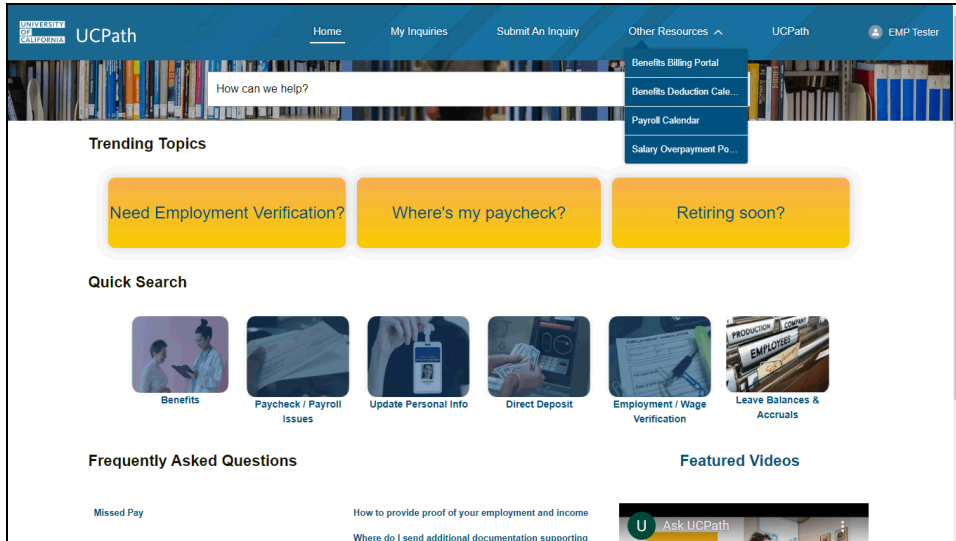 UNIVERSITY
OF
CALIFORNIA
UCPath
Home
My Inquiries
Submit An Inquiry
Other Resources
UCPath
EMP Tester
Benefits Billing Portal
Benefits Deduction Cale...
Payroll Calendar
Salary Overpayment Po...
How can we help?
Trending Topics
Need Employment Verification?
Where's my paycheck?
Retiring soon?
Quick Search
PRODUCTION
COMPANY
EMPLOYEES
Benefits
Paycheck / Payroll
Issues
Update Personal Info
Direct Deposit
Employment / Wage
Verification
Leave Balances &
Accruals
Frequently Asked Questions
Featured Videos
Missed Pay
How to provide proof of your employment and income
Where do I send additional documentation supporting
U
Ask UCPath